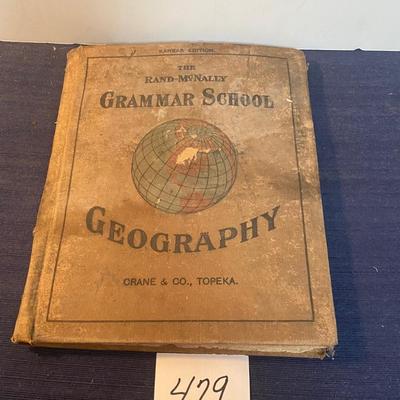 KANSAS EDITION.
THE
RAND-McNALLY
GRAMMAR SCHOOL
GEOGRAPHY
CRANE & CO., TOPEKA.
479